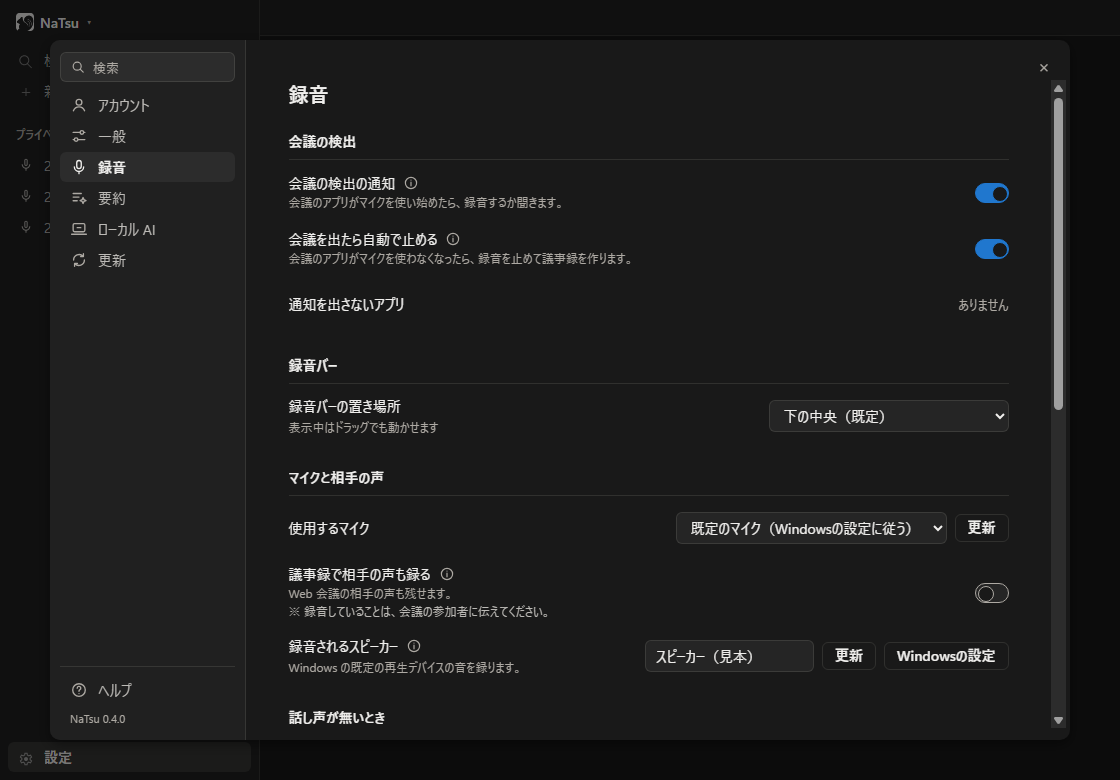 NaTsu
検索
アカウント
一般
録音
要約
ローカル AI
更新
ヘルプ
NaTsu 0.4.0
設定
プライベ
2
2
2
録音
会議の検出
会議の検出の通知
会議のアプリがマイクを使い始めたら、録音するか聞きます。
会議を出たら自動で止める
会議のアプリがマイクを使わなくなったら、録音を止めて議事録を作ります。
通知を出さないアプリ
ありません
録音バー
録音バーの置き場所
表示中はドラッグでも動かせます
下の中央（既定）
マイクと相手の声
使用するマイク
既定のマイク（Windowsの設定に従う）
更新
議事録で相手の声も録る
Web 会議の相手の声も残せます。
※ 録音していることは、会議の参加者に伝えてください。
録音されるスピーカー
Windows の既定の再生デバイスの音を録ります。
スピーカー（見本）
更新
Windowsの設定
話し声が無いとき